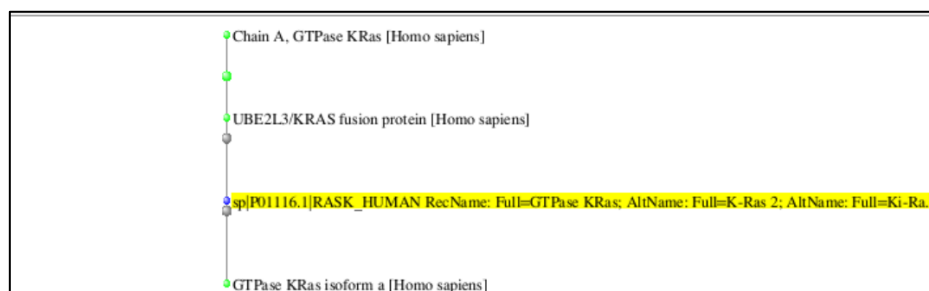 Chain A, GTPase KRas [Homo sapiens]
UBE2L3/KRAS fusion protein [Homo sapiens]
sp|P01116.1|RASK_HUMAN RecName: Full=GTPase KRas; AltName: Full=K-Ras 2; AltName: Full=Ki-Ra.
GTPase KRas isoform a [Homo sapiens]